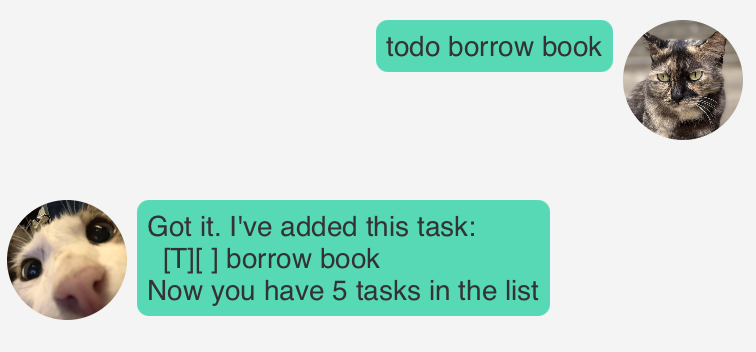 todo borrow book
Got it. I've added this task:
[T][ ] borrow book
Now you have 5 tasks in the list